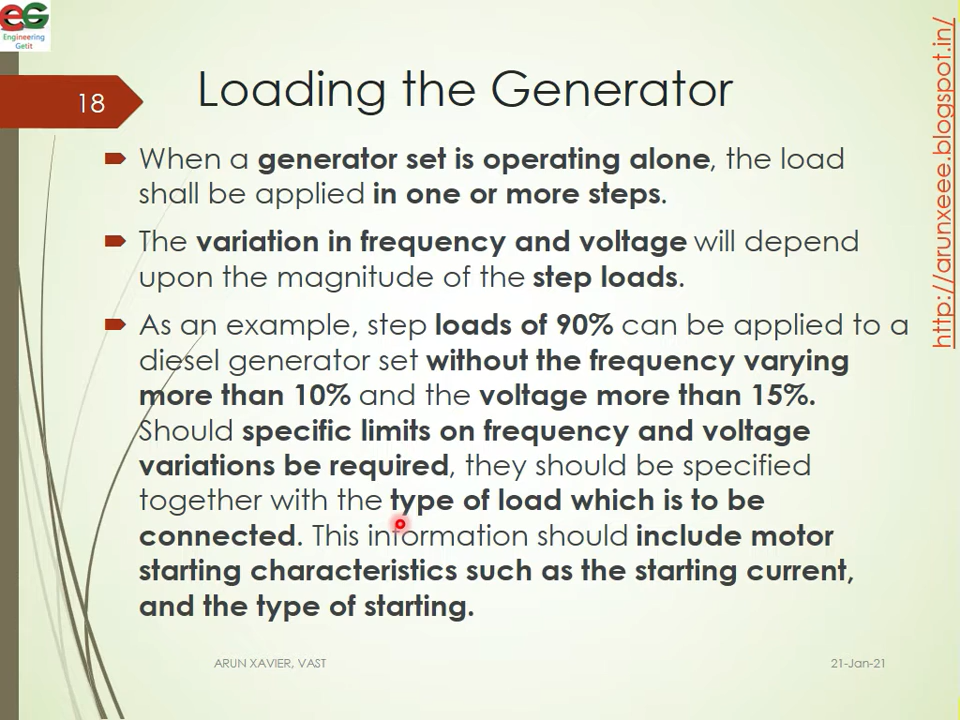 EG
Engineering
Getit
18
Loading the Generator
When a generator set is operating alone, the load
shall be applied in one or more steps.
The variation in frequency and voltage will depend
upon the magnitude of the step loads.
As an example, step loads of 90% can be applied to a
diesel generator set without the frequency varying
more than 10% and the voltage more than 15%.
Should specific limits on frequency and voltage
variations be required, they should be specified
together with the type of load which is to be
connected. This information should include motor
starting characteristics such as the starting current,
and the type of starting.
ARUN XAVIER, VAST
21-Jan-21
http://arunxeee.blogspot.in/